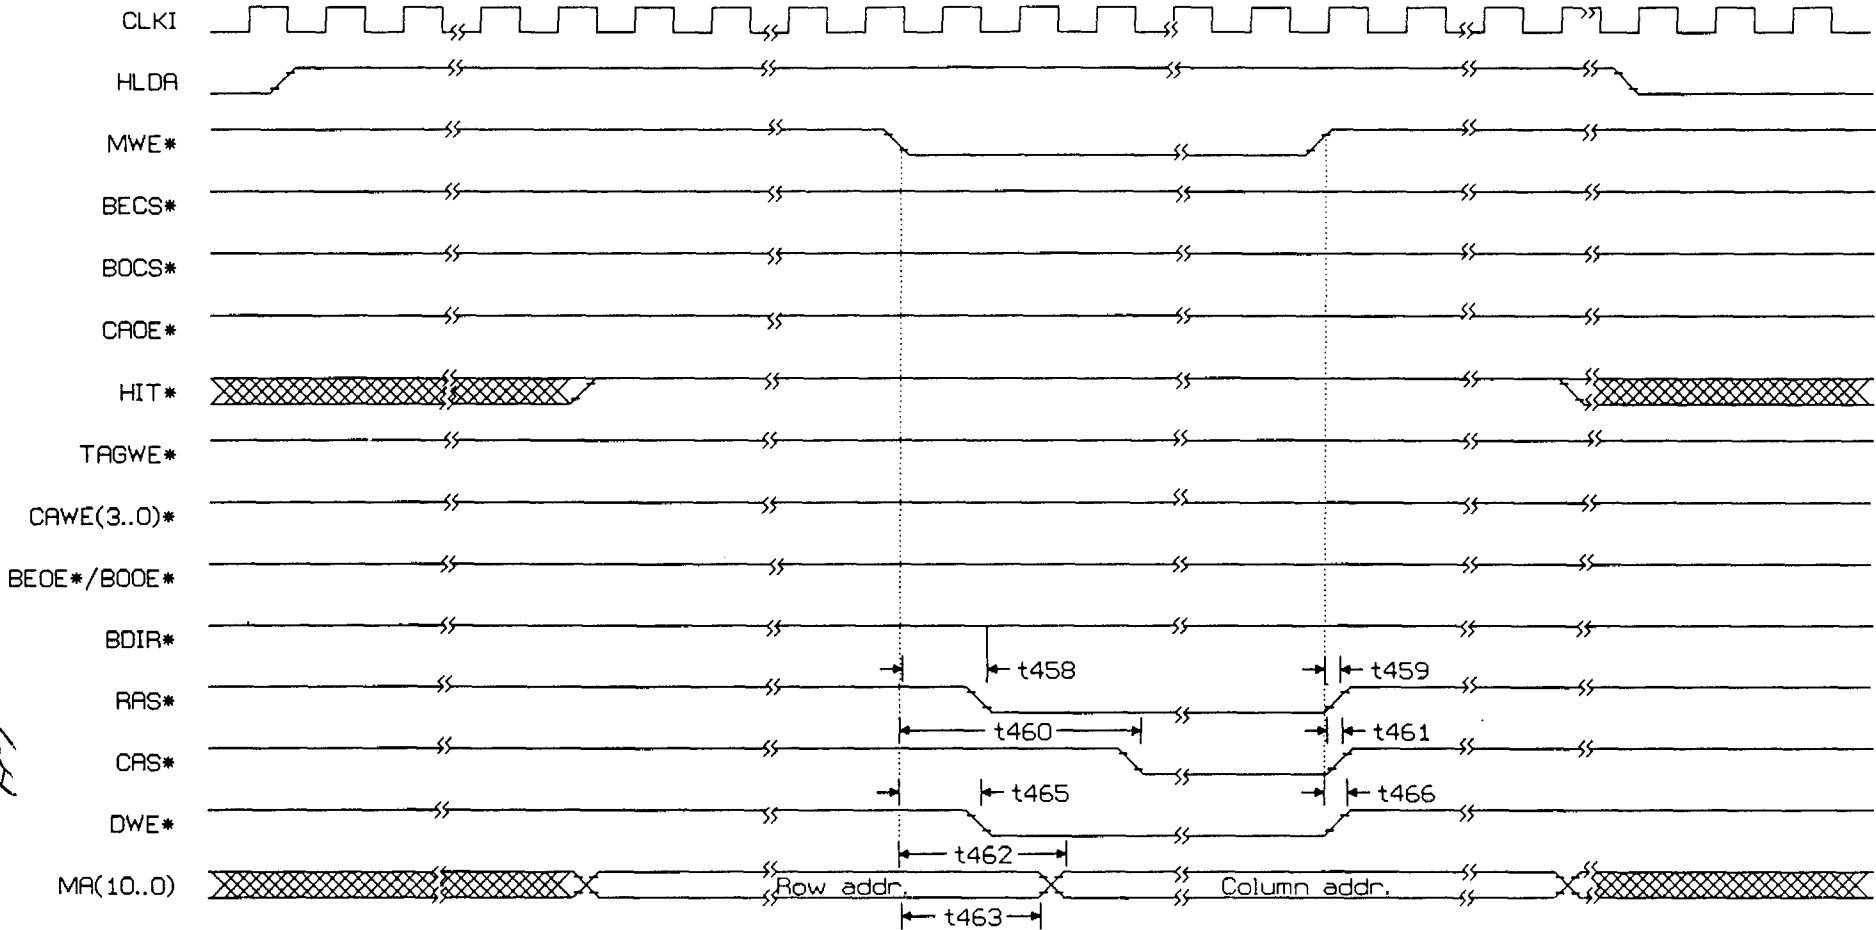 CLKI
HLDA
MWE*
BECS*
BOCS*
CAOE*
HIT*
TAGWE*
CAWE(3..0)*
BEOE*/BOOE*
BDIR*
t458 t459
RAS*
t460 t461
CAS*
t465 t466
DWE*
t462
MA(10..0) Row addr. Column addr.
t463